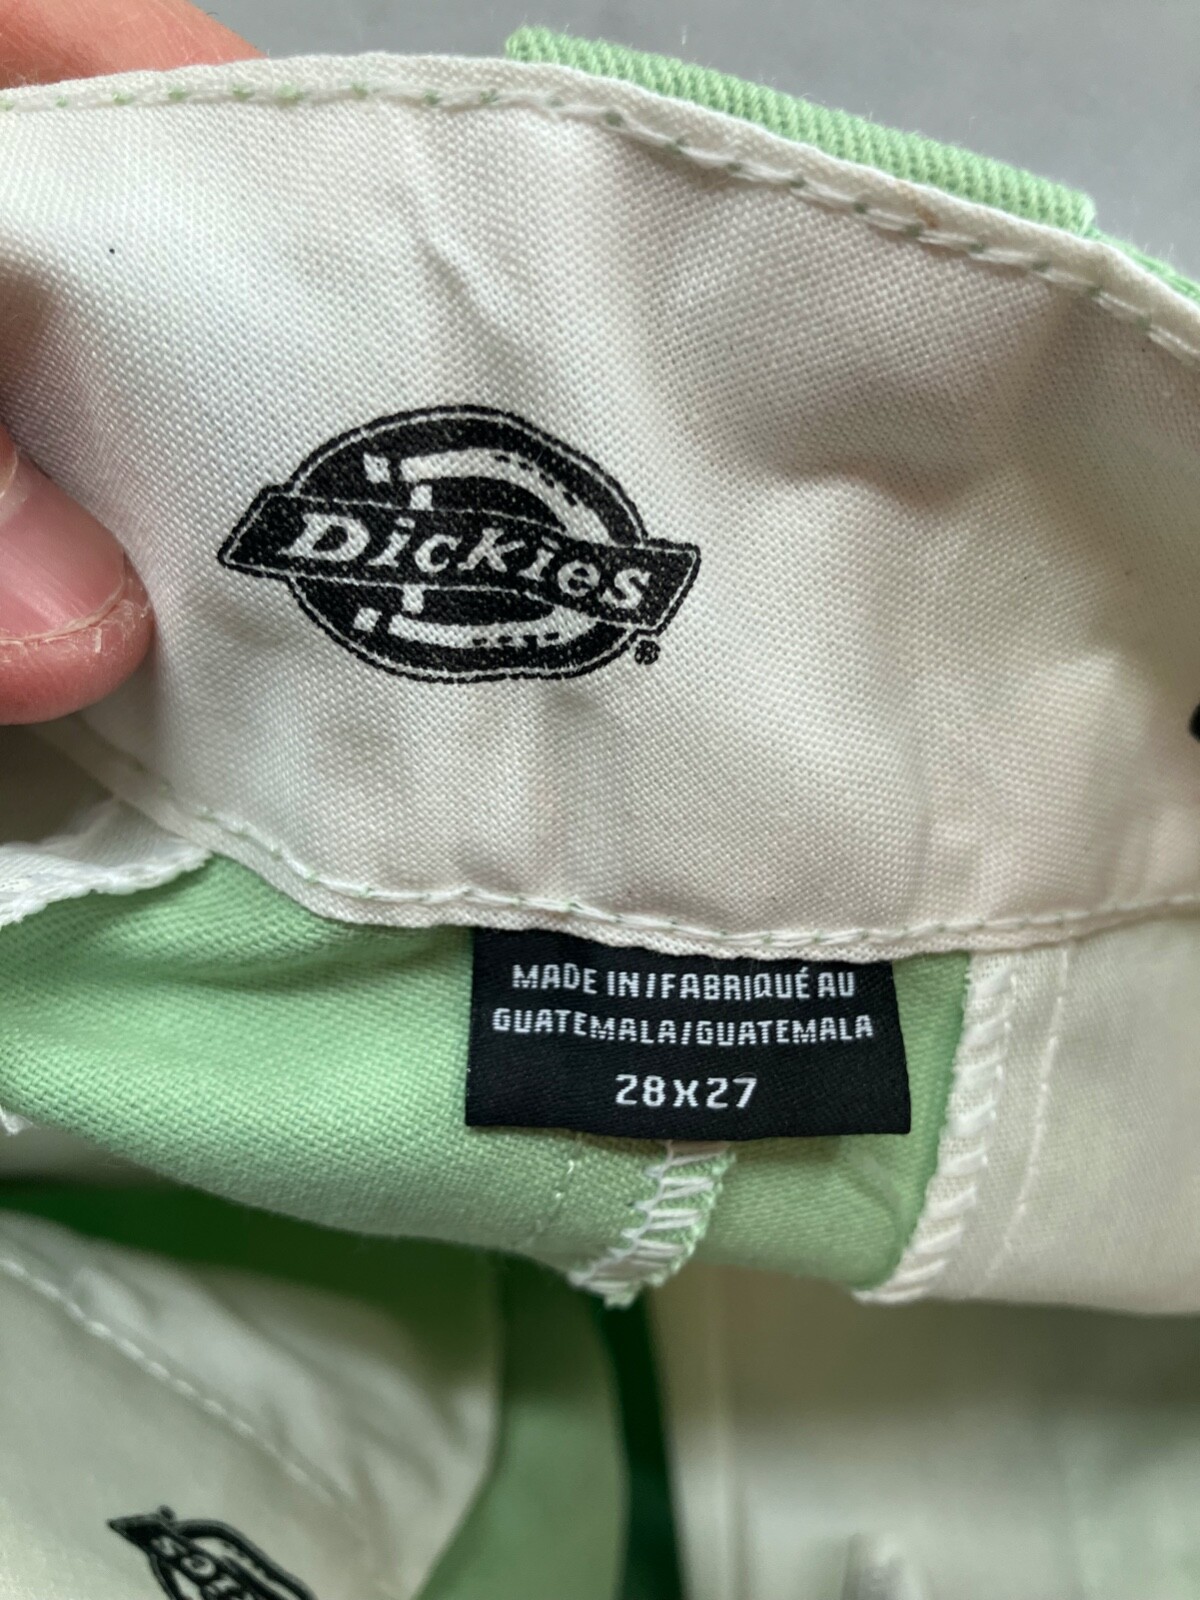 Dickies
®
MADE IN/FABRIQUÉ AU
GUATEMALA/GUATEMALA
28X27